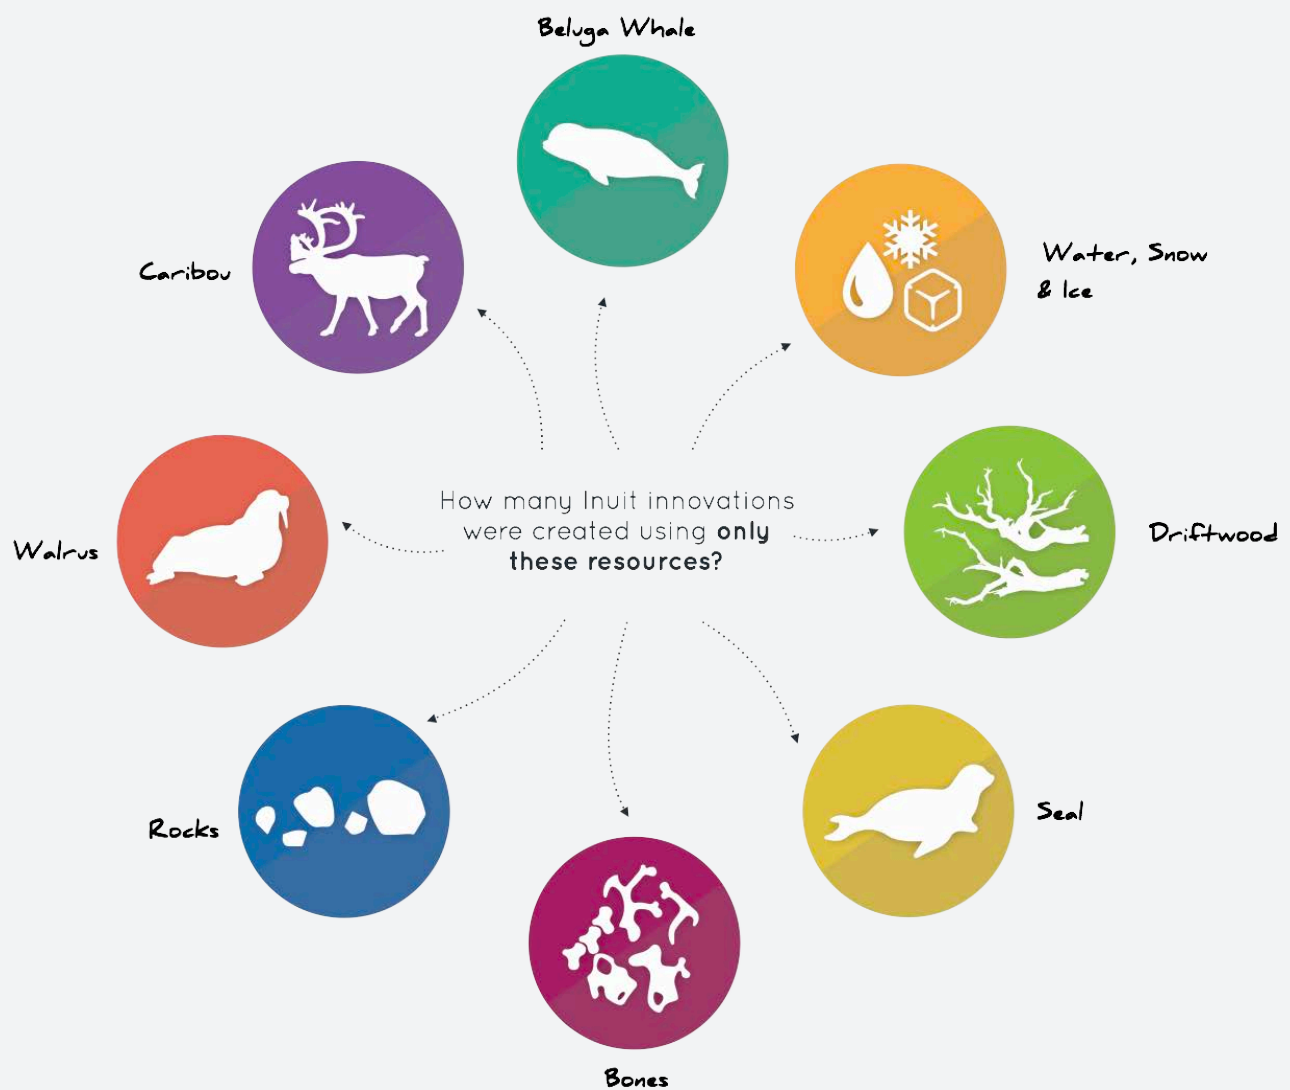 Beluga Whale
Caribou
Water, Snow
& Ice
How many Inuit innovations
were created using only
these resources?
Walrus
Driftwood
Rocks
Seal
Bones